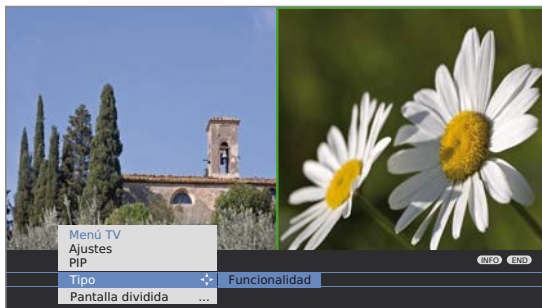 Menú TV
Ajustes
PIP
Tipo Funcionalidad
Pantalla dividida ...
INFO END